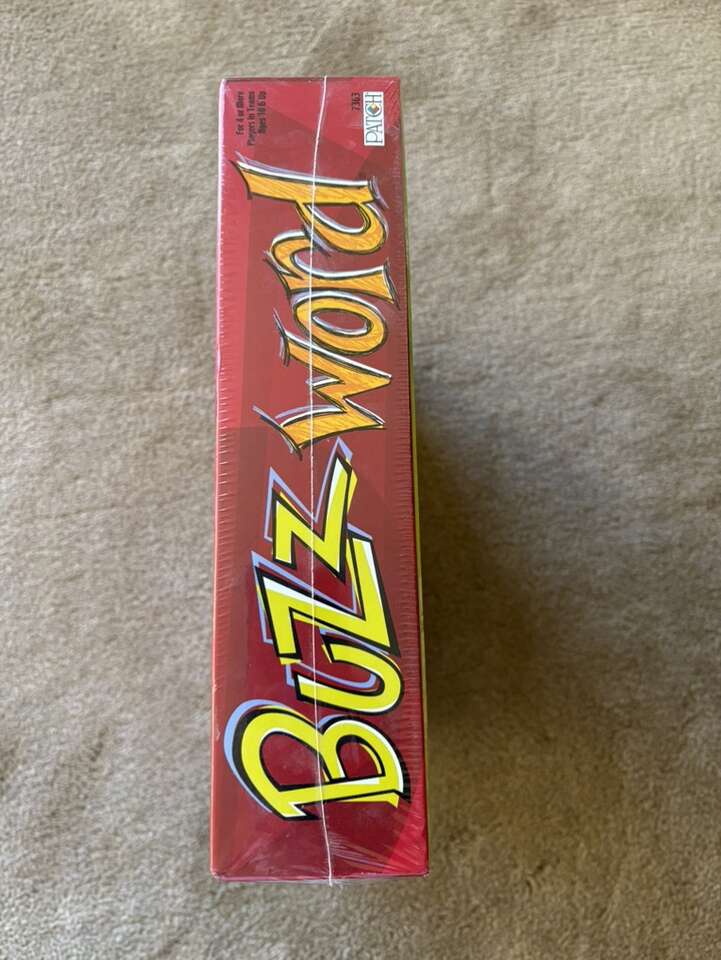 BUZZ word
For 4 or More
Players in Teams
Ages 10 & Up
7363
PATCH